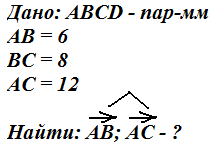 Дано: ABCD - пар-мм
AB = 6
BC = 8
AC = 12
Найти: AB; AC - ?